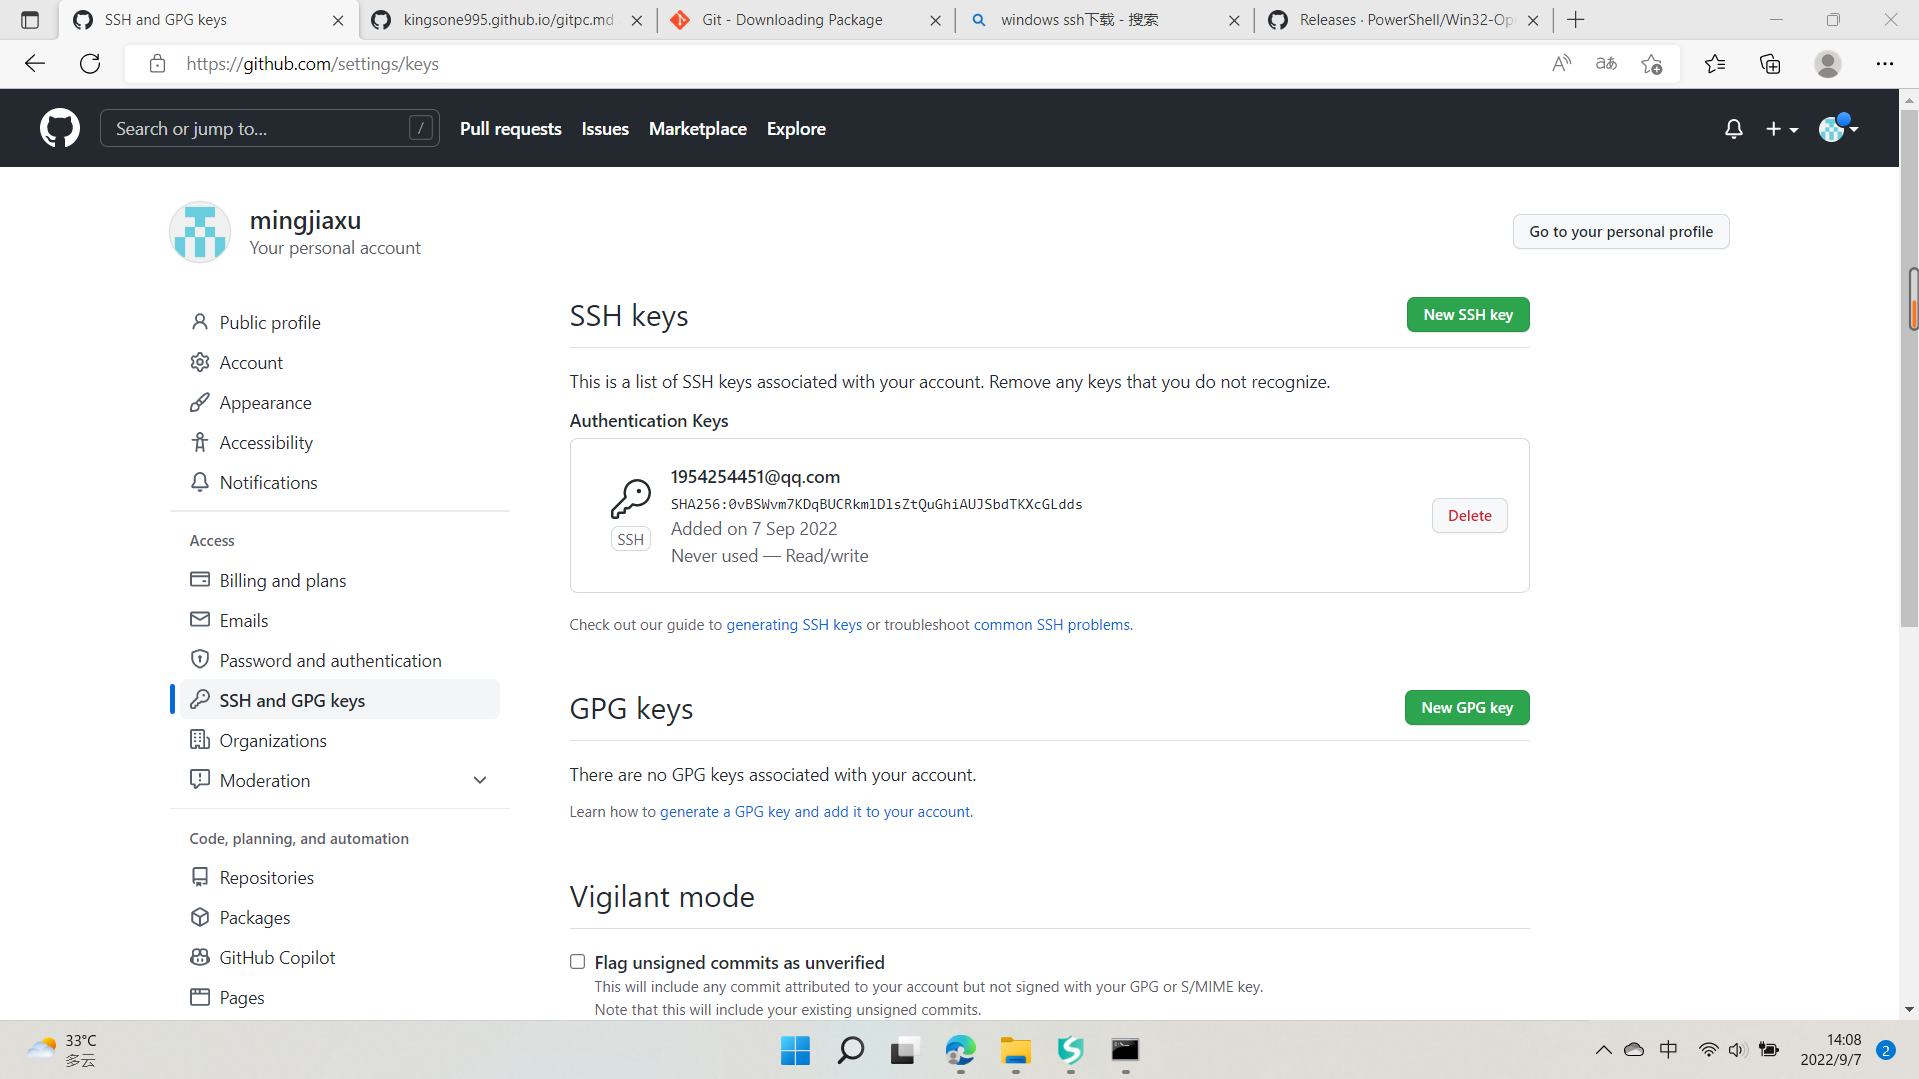 SSH and GPG keys
kingsone995.github.io/gitpc.md
Git - Downloading Package
windows ssh下载 - 搜索
Releases · PowerShell/Win32-Op
https://github.com/settings/keys
Search or jump to...
/
Pull requests
Issues
Marketplace
Explore
mingjiaxu
Your personal account
Go to your personal profile
Public profile
Account
Appearance
Accessibility
Notifications
Access
Billing and plans
Emails
Password and authentication
SSH and GPG keys
Organizations
Moderation
Code, planning, and automation
Repositories
Packages
GitHub Copilot
Pages
SSH keys
New SSH key
This is a list of SSH keys associated with your account. Remove any keys that you do not recognize.
Authentication Keys
1954254451@qq.com
SHA256:0vBSWvm7KDqBUCRkmlDlsZtQuGhiAUJSbdTKXcGLdds
Added on 7 Sep 2022
Never used — Read/write
SSH
Delete
Check out our guide to generating SSH keys or troubleshoot common SSH problems.
GPG keys
New GPG key
There are no GPG keys associated with your account.
Learn how to generate a GPG key and add it to your account.
Vigilant mode
Flag unsigned commits as unverified
This will include any commit attributed to your account but not signed with your GPG or S/MIME key.
Note that this will include your existing unsigned commits.
33°C
多云
中
14:08
2022/9/7
2